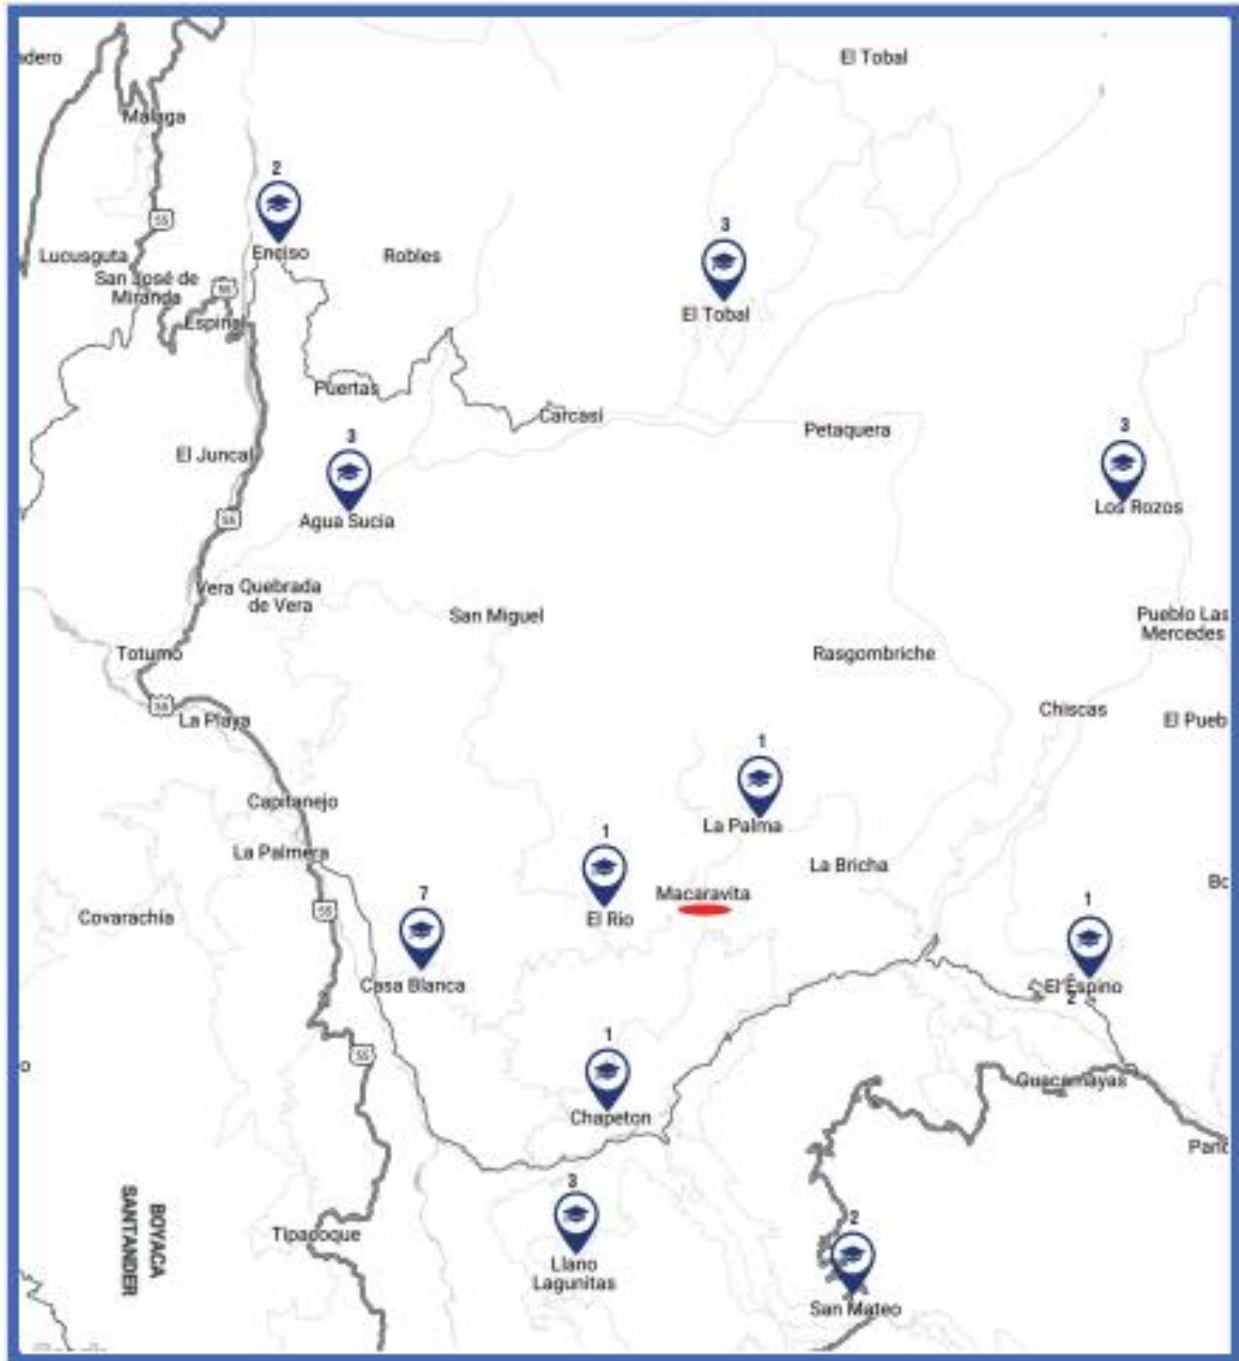 adero
El Tobal
Malaga
2
55
Enciso
Robles
Lucusguta
San José de
Miranda
55
Espinal
3
El Tobal
Puertas
Carcasí
Petaquera
3
El Juncal
3
Agua Sucia
55
Los Rozos
Vera
Quebrada
de Vera
San Miguel
Pueblo Las
Mercedes
Totumo
Rasgombriche
55
La Playa
Chiscas
El Pueb
1
La Palma
Capitanejo
La Palmera
1
El Rio
La Bricha
Macaravita
Bo
55
Covarachia
7
Casa Blanca
1
El Espino
2
55
1
Chapeton
Guacamayas
Panq
3
Llano
Lagunitas
Tipacoque
BOYACA
SANTANDER
2
San Mateo